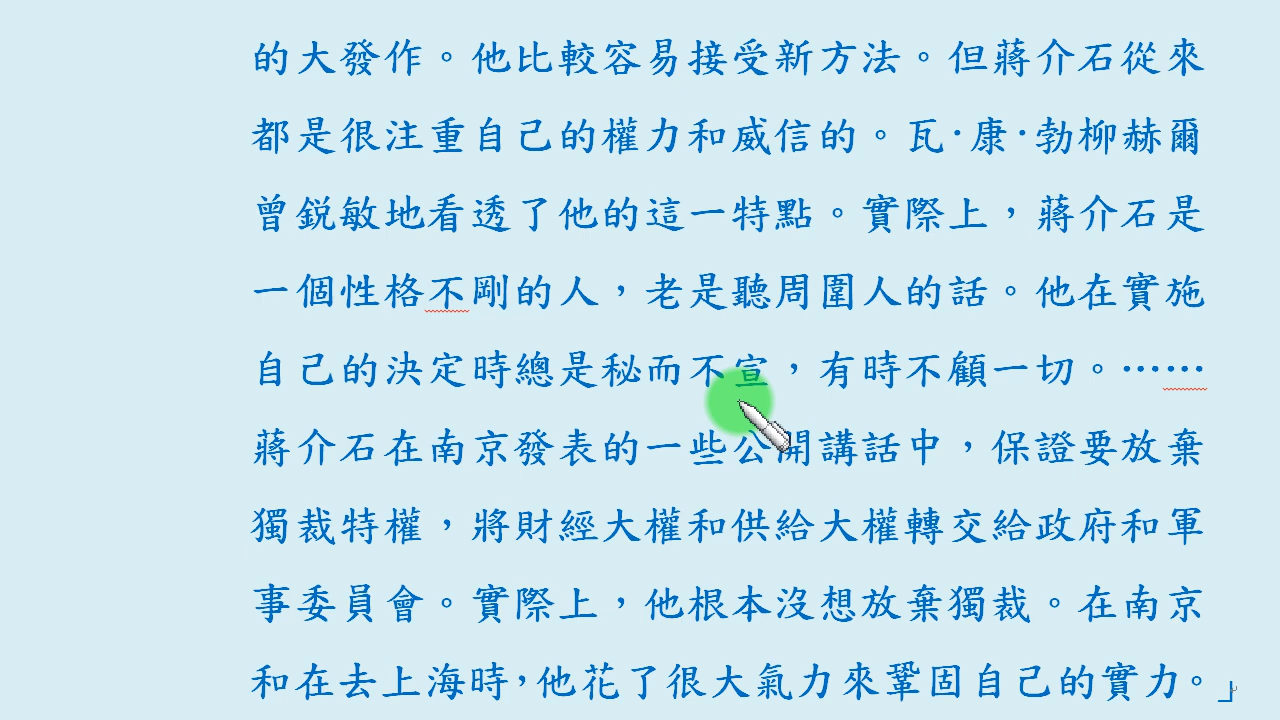 的大發作。他比較容易接受新方法。但蔣介石從來
都是很注重自己的權力和威信的。瓦·康·勃柳赫爾
曾銳敏地看透了他的這一特點。實際上，蔣介石是
一個性格不剛的人，老是聽周圍人的話。他在實施
自己的決定時總是秘而不宣，有時不顧一切。……
蔣介石在南京發表的一些公開講話中，保證要放棄
獨裁特權，將財經大權和供給大權轉交給政府和軍
事委員會。實際上，他根本沒想放棄獨裁。在南京
和在去上海時，他花了很大氣力來鞏固自己的實力。」